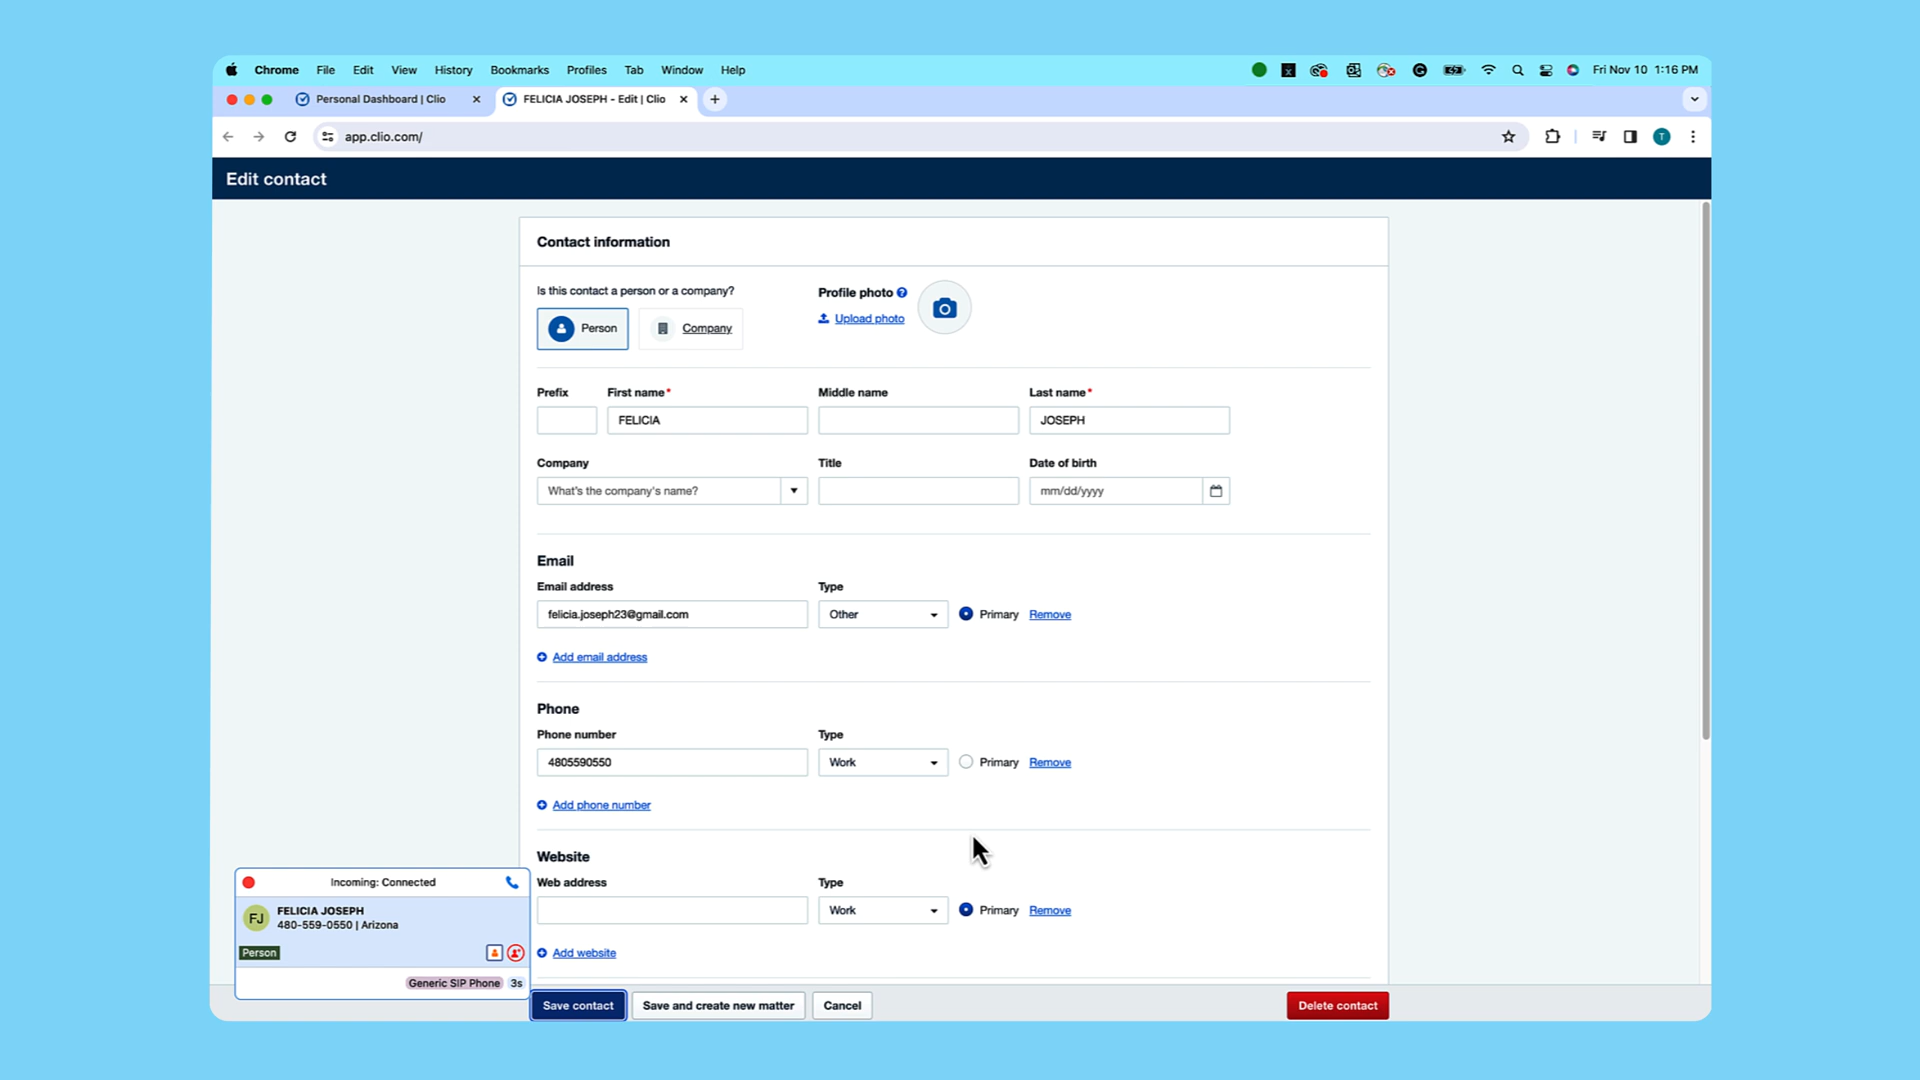 Chrome File Edit View History Bookmarks Profiles Tab Window Help Fri Nov 10 1:16 PM
Personal Dashboard | Clio FELICIA JOSEPH - Edit | Clio
app.clio.com/ T
Edit contact
Contact information
Is this contact a person or a company?
Profile photo
Upload photo
Person Company
Prefix First name* Middle name Last name*
FELICIA JOSEPH
Company Title Date of birth
What's the company's name? mm/dd/yyyy
Email
Email address Type
felicia.joseph23@gmail.com Other Primary Remove
Add email address
Phone
Phone number Type
4805590550 Work Primary Remove
Add phone number
Website
Web address Type
Work Primary Remove
Add website
Incoming: Connected
FJ FELICIA JOSEPH
480-559-0550 | Arizona
Person
Generic SIP Phone 3s
Save contact Save and create new matter Cancel Delete contact